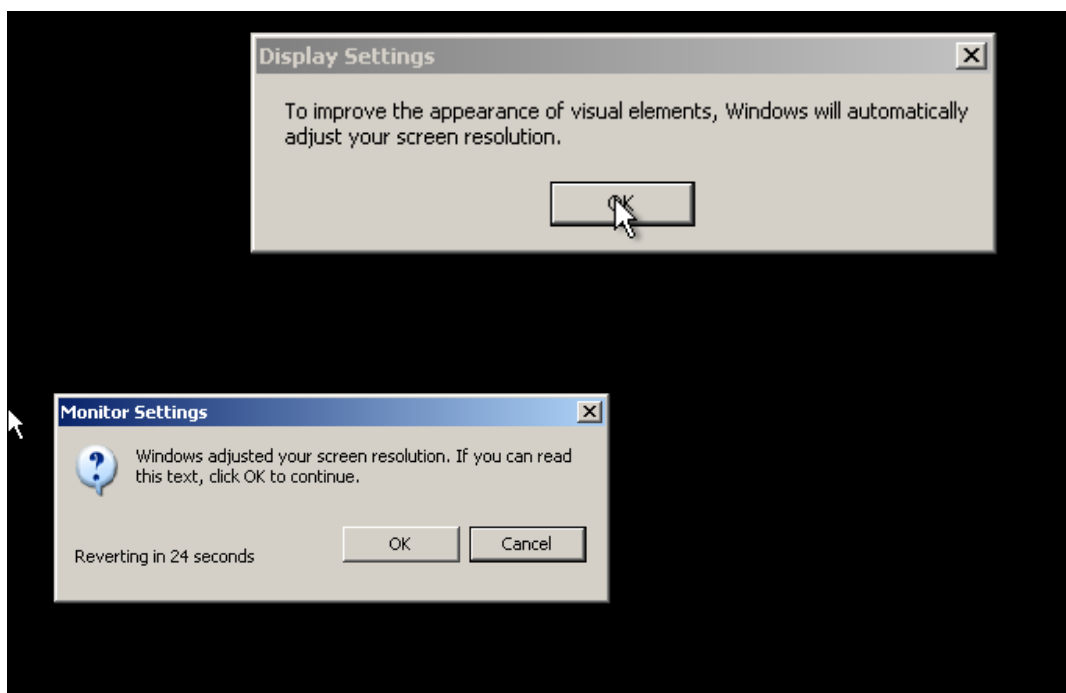 Display Settings
To improve the appearance of visual elements, Windows will automatically
adjust your screen resolution.
OK
Monitor Settings
Windows adjusted your screen resolution. If you can read
this text, click OK to continue.
Reverting in 24 seconds
OK
Cancel